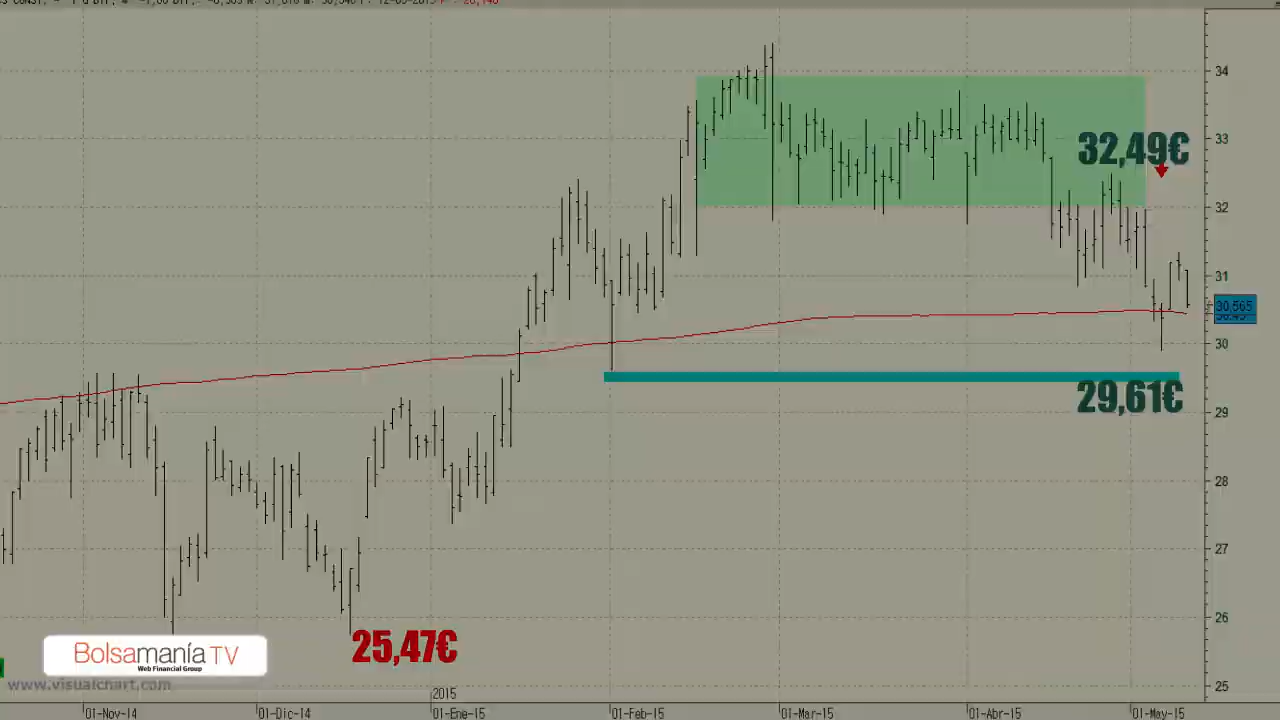 34
33
32,49€
32
31
30,565
30
29,61€
29
28
27
26
25,47€
Bolsamanía TV
Web Financial Group
www.visualchart.com
25
2015
01-Nov-14
01-Dic-14
01-Ene-15
01-Feb-15
01-Mar-15
01-Abr-15
01-May-15